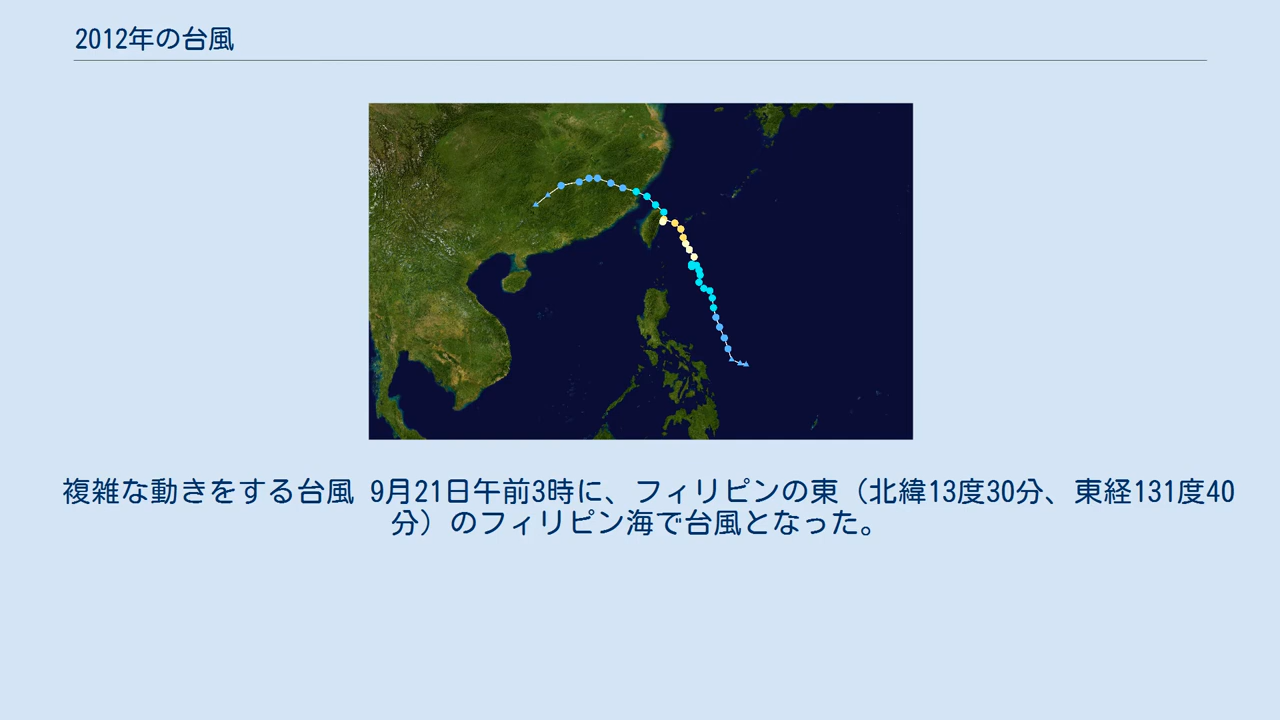 2012年の台風
複雑な動きをする台風 9月21日午前3時に、フィリピンの東（北緯13度30分、東経131度40
分）のフィリピン海で台風となった。